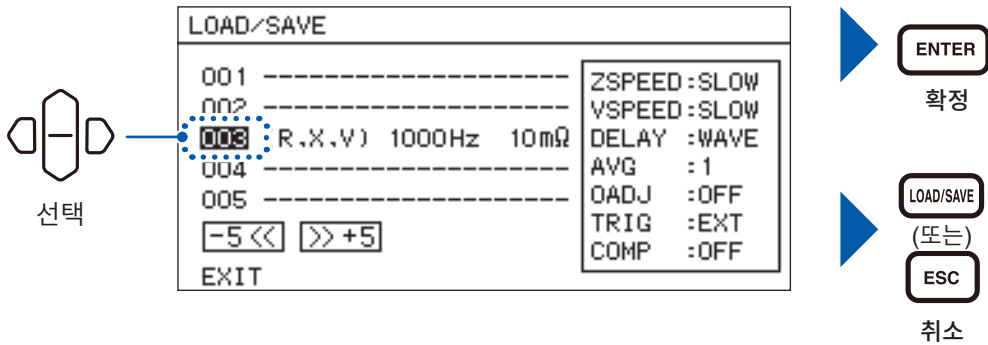 LOAD/SAVE
001 --------------------
002 --------------------
003 (R.X.V) 1000Hz 10mΩ
004 --------------------
005 --------------------
-5<< >>+5
EXIT
ZSPEED:SLOW
VSPEED:SLOW
DELAY :WAVE
AVG :1
0ADJ :OFF
TRIG :EXT
COMP :OFF
선택
ENTER
확정
LOAD/SAVE
(또는)
ESC
취소